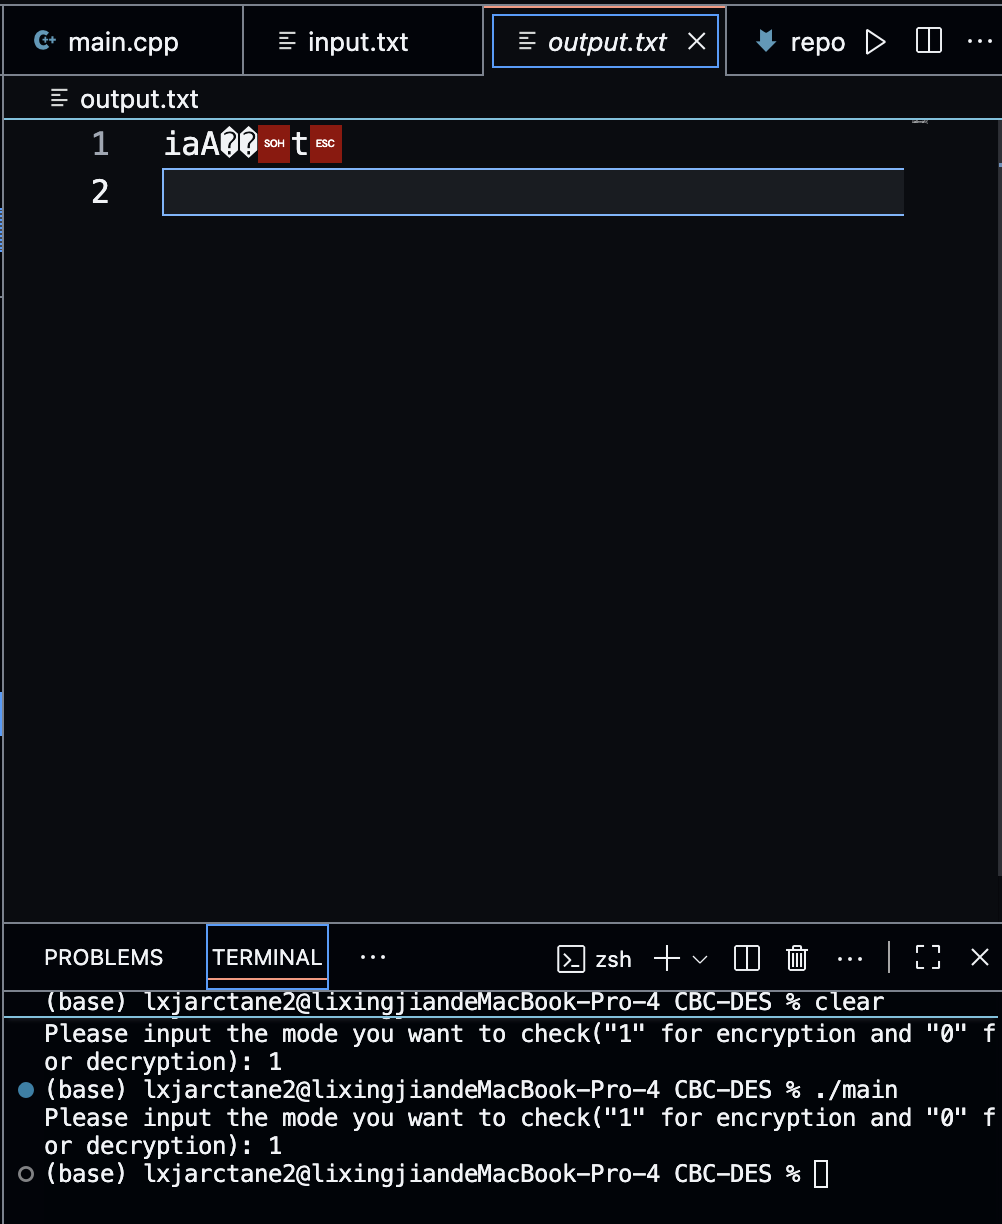 main.cpp
input.txt
output.txt
repo
output.txt
1 iaA��SOHtESC
2
PROBLEMS
TERMINAL
zsh
(base) lxjarctane2@lixingjiandeMacBook-Pro-4 CBC-DES % clear
Please input the mode you want to check("1" for encryption and "0" f
or decryption): 1
(base) lxjarctane2@lixingjiandeMacBook-Pro-4 CBC-DES % ./main
Please input the mode you want to check("1" for encryption and "0" f
or decryption): 1
(base) lxjarctane2@lixingjiandeMacBook-Pro-4 CBC-DES %